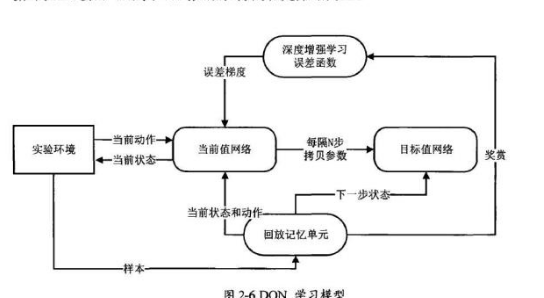 深度增强学习
误差函数
误差梯度
实验环境
当前动作
当前状态
当前值网络
每隔N步
拷贝参数
目标值网络
奖赏
下一步状态
当前状态和动作
回放记忆单元
样本
图 2-6 DQN 学习模型